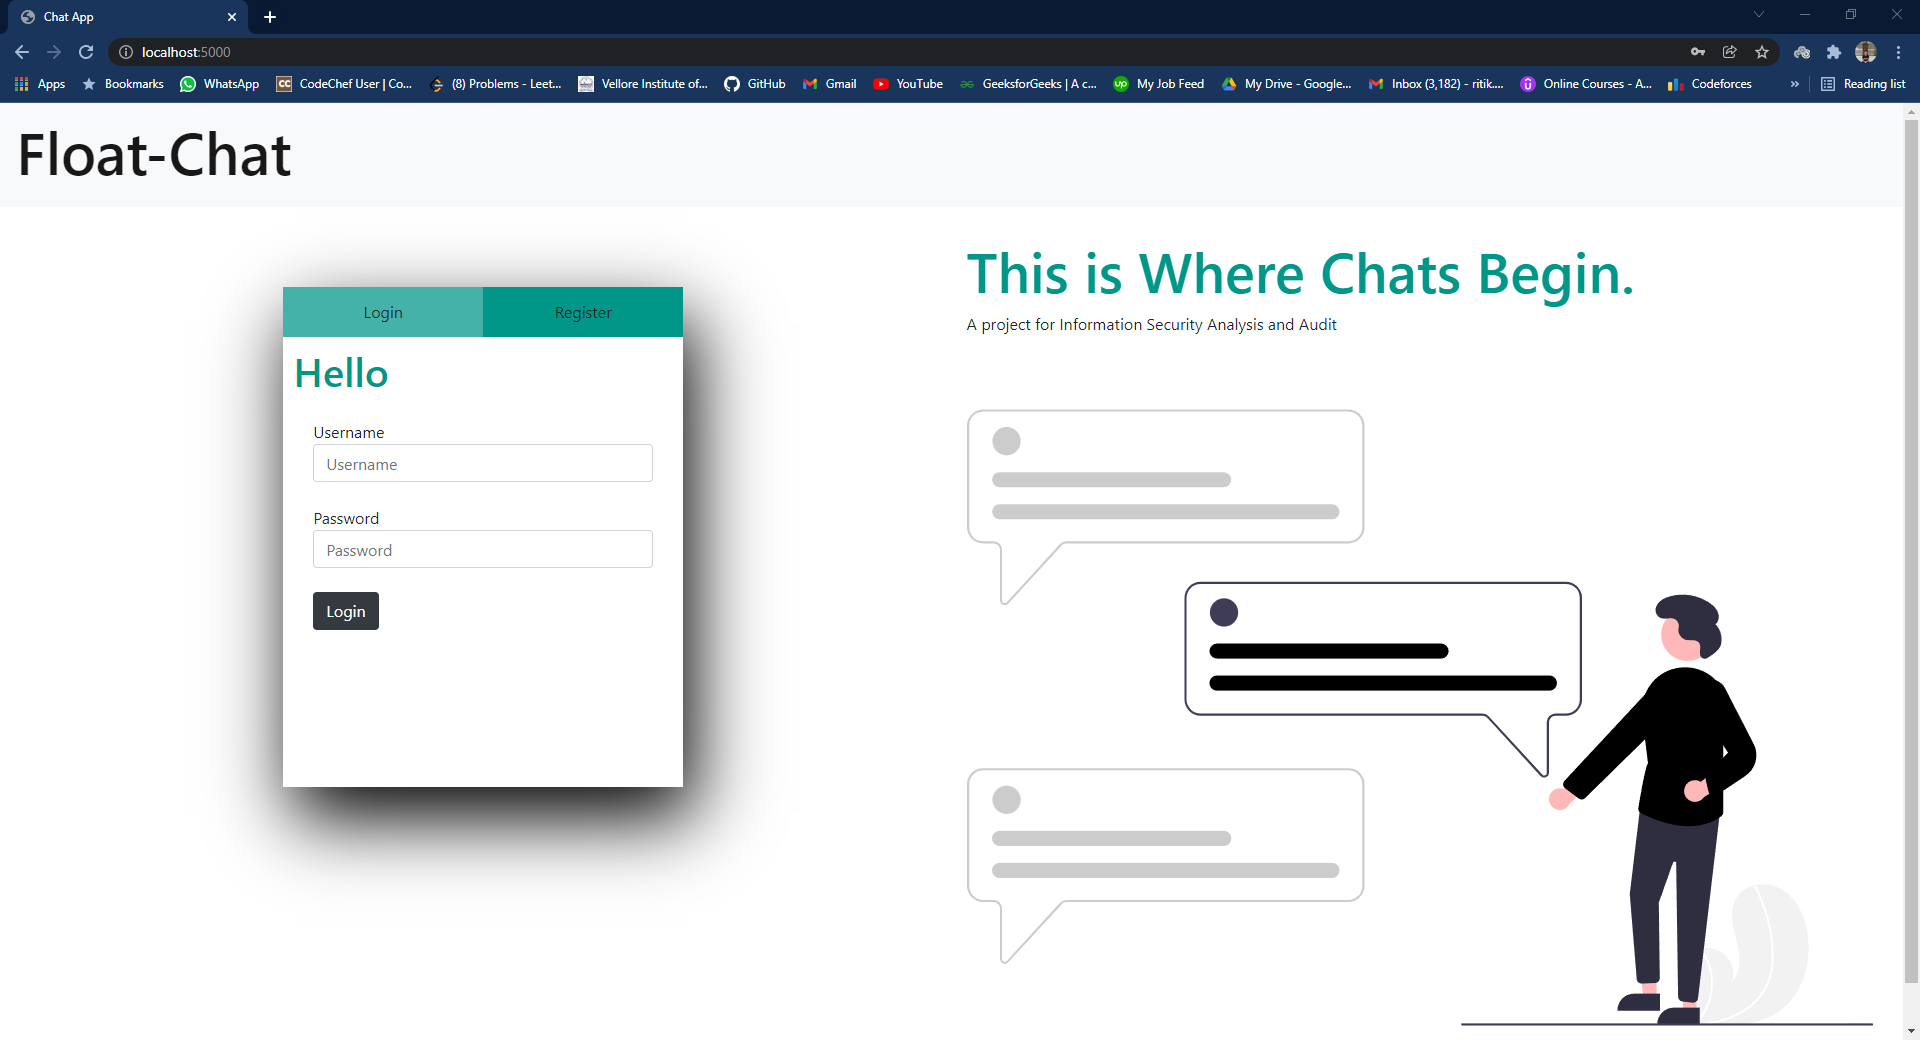 Chat App
localhost:5000
Apps
Bookmarks
WhatsApp
CC
CodeChef User | Co...
(8) Problems - Leet...
Vellore Institute of...
GitHub
Gmail
YouTube
GeeksforGeeks | A c...
up
My Job Feed
My Drive - Google...
Inbox (3,182) - ritik....
Online Courses - A...
Codeforces
»
Reading list
Float-Chat
Login
Register
Hello
Username
Username
Password
Password
Login
This is Where Chats Begin.
A project for Information Security Analysis and Audit